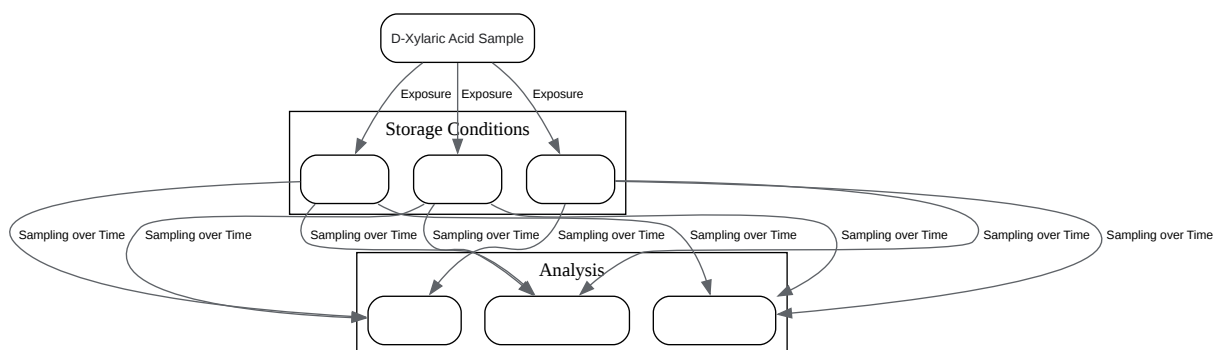 D-Xylaric Acid Sample
Exposure Exposure Exposure
Storage Conditions
Sampling over Time Sampling over Time Sampling over Time Sampling over Time Sampling over Time Sampling over Time Sampling over Time Sampling over Time Sampling over Time
Analysis